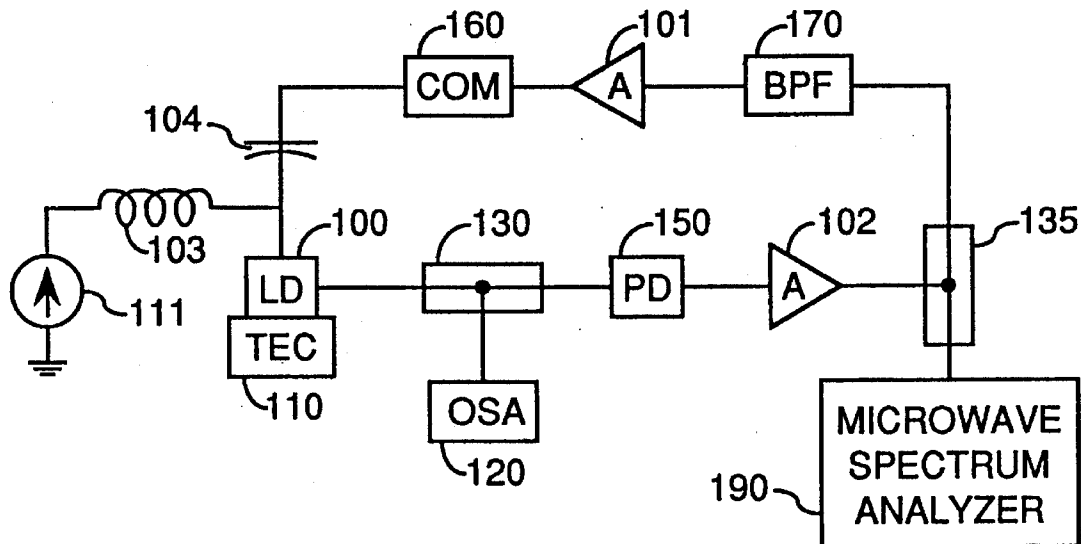 160
101
170
COM
A
BPF
104
103
100
130
150
102
135
111
LD
PD
A
TEC
110
OSA
120
MICROWAVE
SPECTRUM
ANALYZER
190